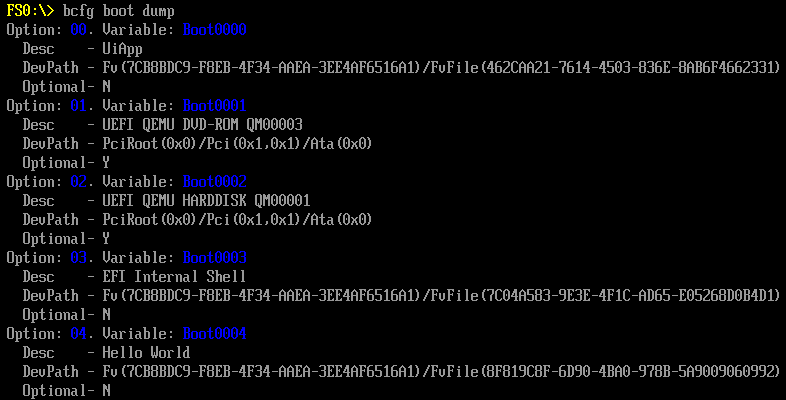 FS0:\> bcfg boot dump
Option: 00. Variable: Boot0000
  Desc    - UiApp
  DevPath - Fv(7CB8BDC9-F8EB-4F34-AAEA-3EE4AF6516A1)/FvFile(462CAA21-7614-4503-836E-8AB6F4662331)
  Optional- N
Option: 01. Variable: Boot0001
  Desc    - UEFI QEMU DVD-ROM QM00003
  DevPath - PciRoot(0x0)/Pci(0x1,0x1)/Ata(0x0)
  Optional- Y
Option: 02. Variable: Boot0002
  Desc    - UEFI QEMU HARDDISK QM00001
  DevPath - PciRoot(0x0)/Pci(0x1,0x1)/Ata(0x0)
  Optional- Y
Option: 03. Variable: Boot0003
  Desc    - EFI Internal Shell
  DevPath - Fv(7CB8BDC9-F8EB-4F34-AAEA-3EE4AF6516A1)/FvFile(7C04A583-9E3E-4F1C-AD65-E05268D0B4D1)
  Optional- N
Option: 04. Variable: Boot0004
  Desc    - Hello World
  DevPath - Fv(7CB8BDC9-F8EB-4F34-AAEA-3EE4AF6516A1)/FvFile(8F819C8F-6D90-4BA0-978B-5A9009060992)
  Optional- N